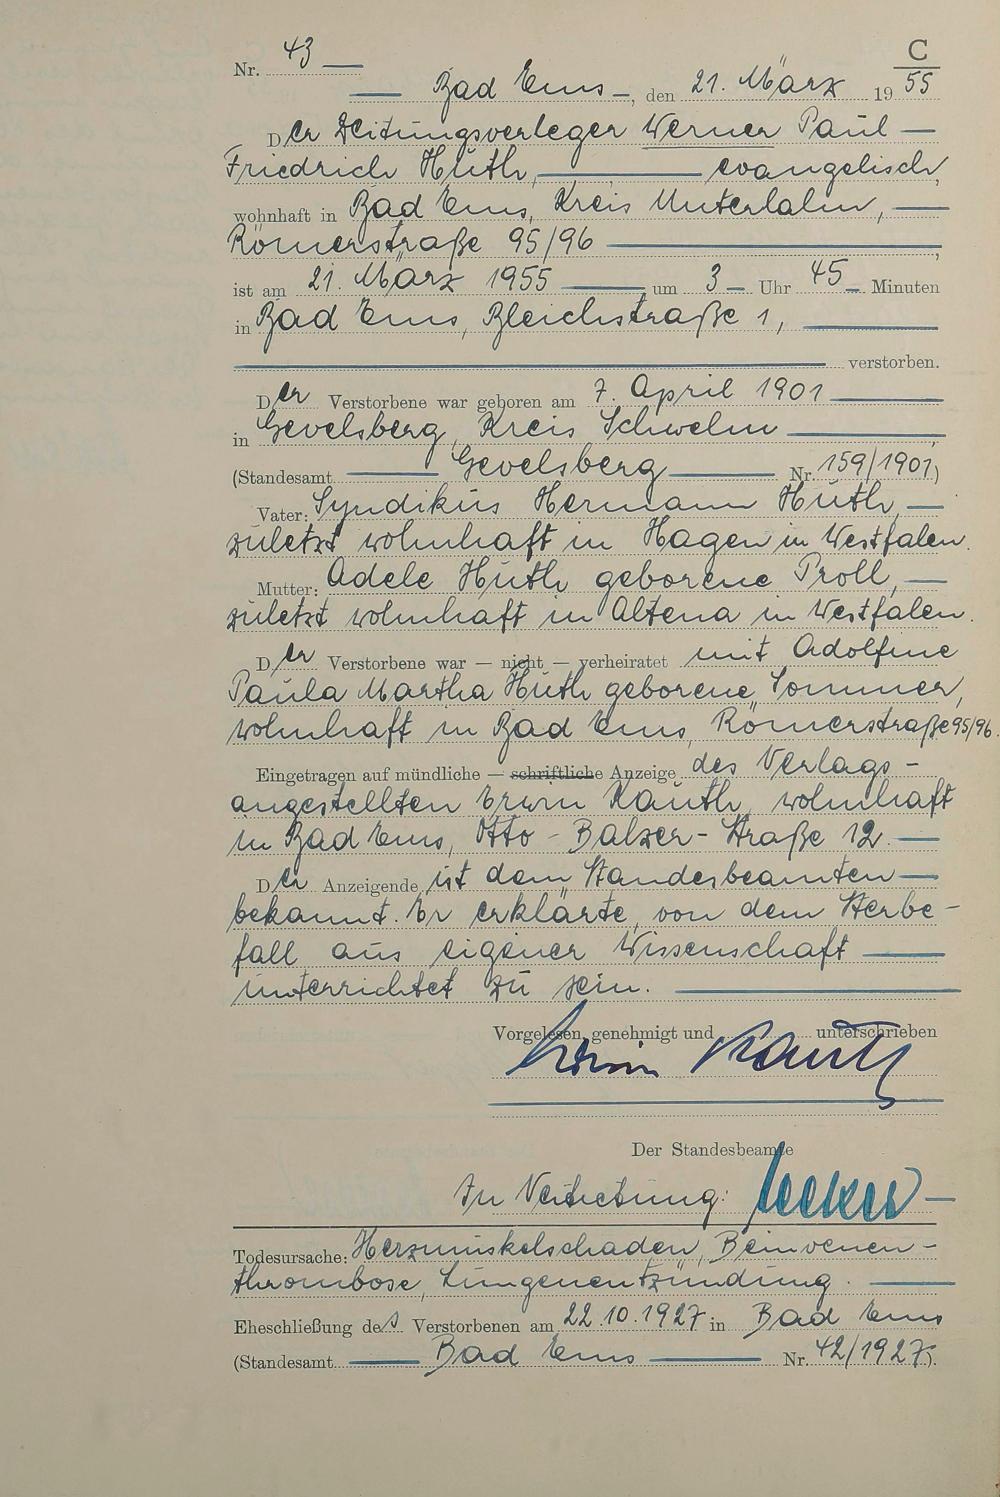 Nr. 43
C
Bad Ems, den 21. März 1955
Der Zeitungsverleger Werner Paul
Friedrich Huth, evangelisch,
wohnhaft in Bad Ems, Kreis Unterlahn,
Römerstraße 95/96,
ist am 21. März 1955 um 3 Uhr 45 Minuten
in Bad Ems, Bleichstraße 1,
verstorben.
Der Verstorbene war geboren am 7. April 1901
in Gevelsberg, Kreis Schwelm,
(Standesamt Gevelsberg Nr. 159/1901)
Vater: Syndikus Hermann Huth,
zuletzt wohnhaft in Hagen in Westfalen.
Mutter: Adele Huth geborene Proll,
zuletzt wohnhaft in Altena in Westfalen.
Der Verstorbene war — nicht — verheiratet mit Adolfine
Paula Martha Huth geborene Sommer,
wohnhaft in Bad Ems, Römerstraße 95/96.
Eingetragen auf mündliche — schriftliche Anzeige des Verlags-
angestellten Erwin Kauth, wohnhaft
in Bad Ems, Otto-Balzer-Straße 12.
Der Anzeigende ist dem Standesbeamten
bekannt. Er erklärte, von dem Sterbe-
fall aus eigener Wissenschaft
unterrichtet zu sein.
Vorgelesen, genehmigt und unterschrieben
Erwin Kauth
Der Standesbeamte
In Vertretung:
Todesursache: Herzmuskelschaden, Beinvenen-
thrombose, Lungenentzündung.
Eheschließung des Verstorbenen am 22.10.1927 in Bad Ems
(Standesamt Bad Ems Nr. 42/1927).